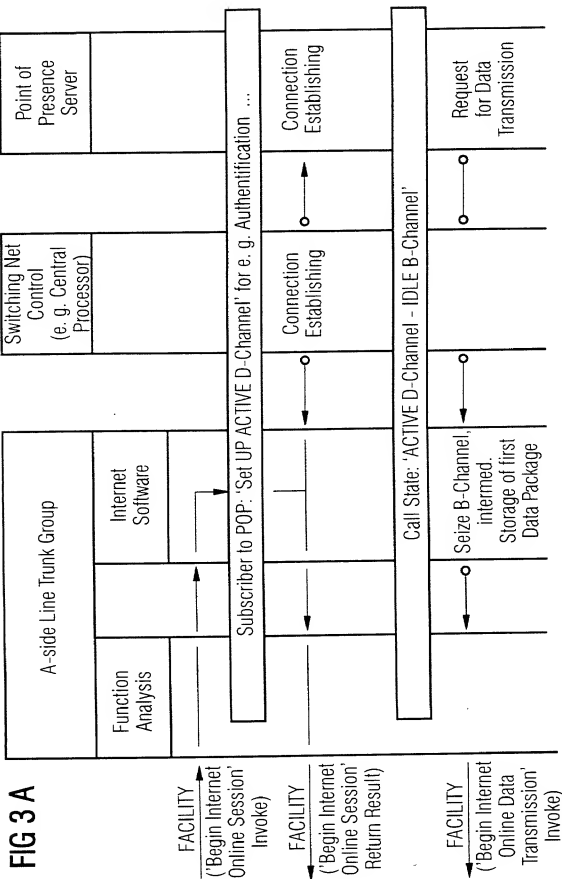 FIG 3 A
A-side Line Trunk Group
Function
Analysis
Internet
Software
Switching Net
Control
(e. g. Central
Processor)
Point of
Presence
Server
FACILITY
('Begin Internet
Online Session'
Invoke)
Subscriber to POP: 'Set UP ACTIVE D-Channel' for e. g. Authentification ...
FACILITY
('Begin Internet
Online Session'
Return Result)
Connection
Establishing
Connection
Establishing
Call State: 'ACTIVE D-Channel - IDLE B-Channel'
FACILITY
('Begin Internet
Online Data
Transmission'
Invoke)
Seize B-Channel,
intermed.
Storage of first
Data Package
Request
for Data
Transmission